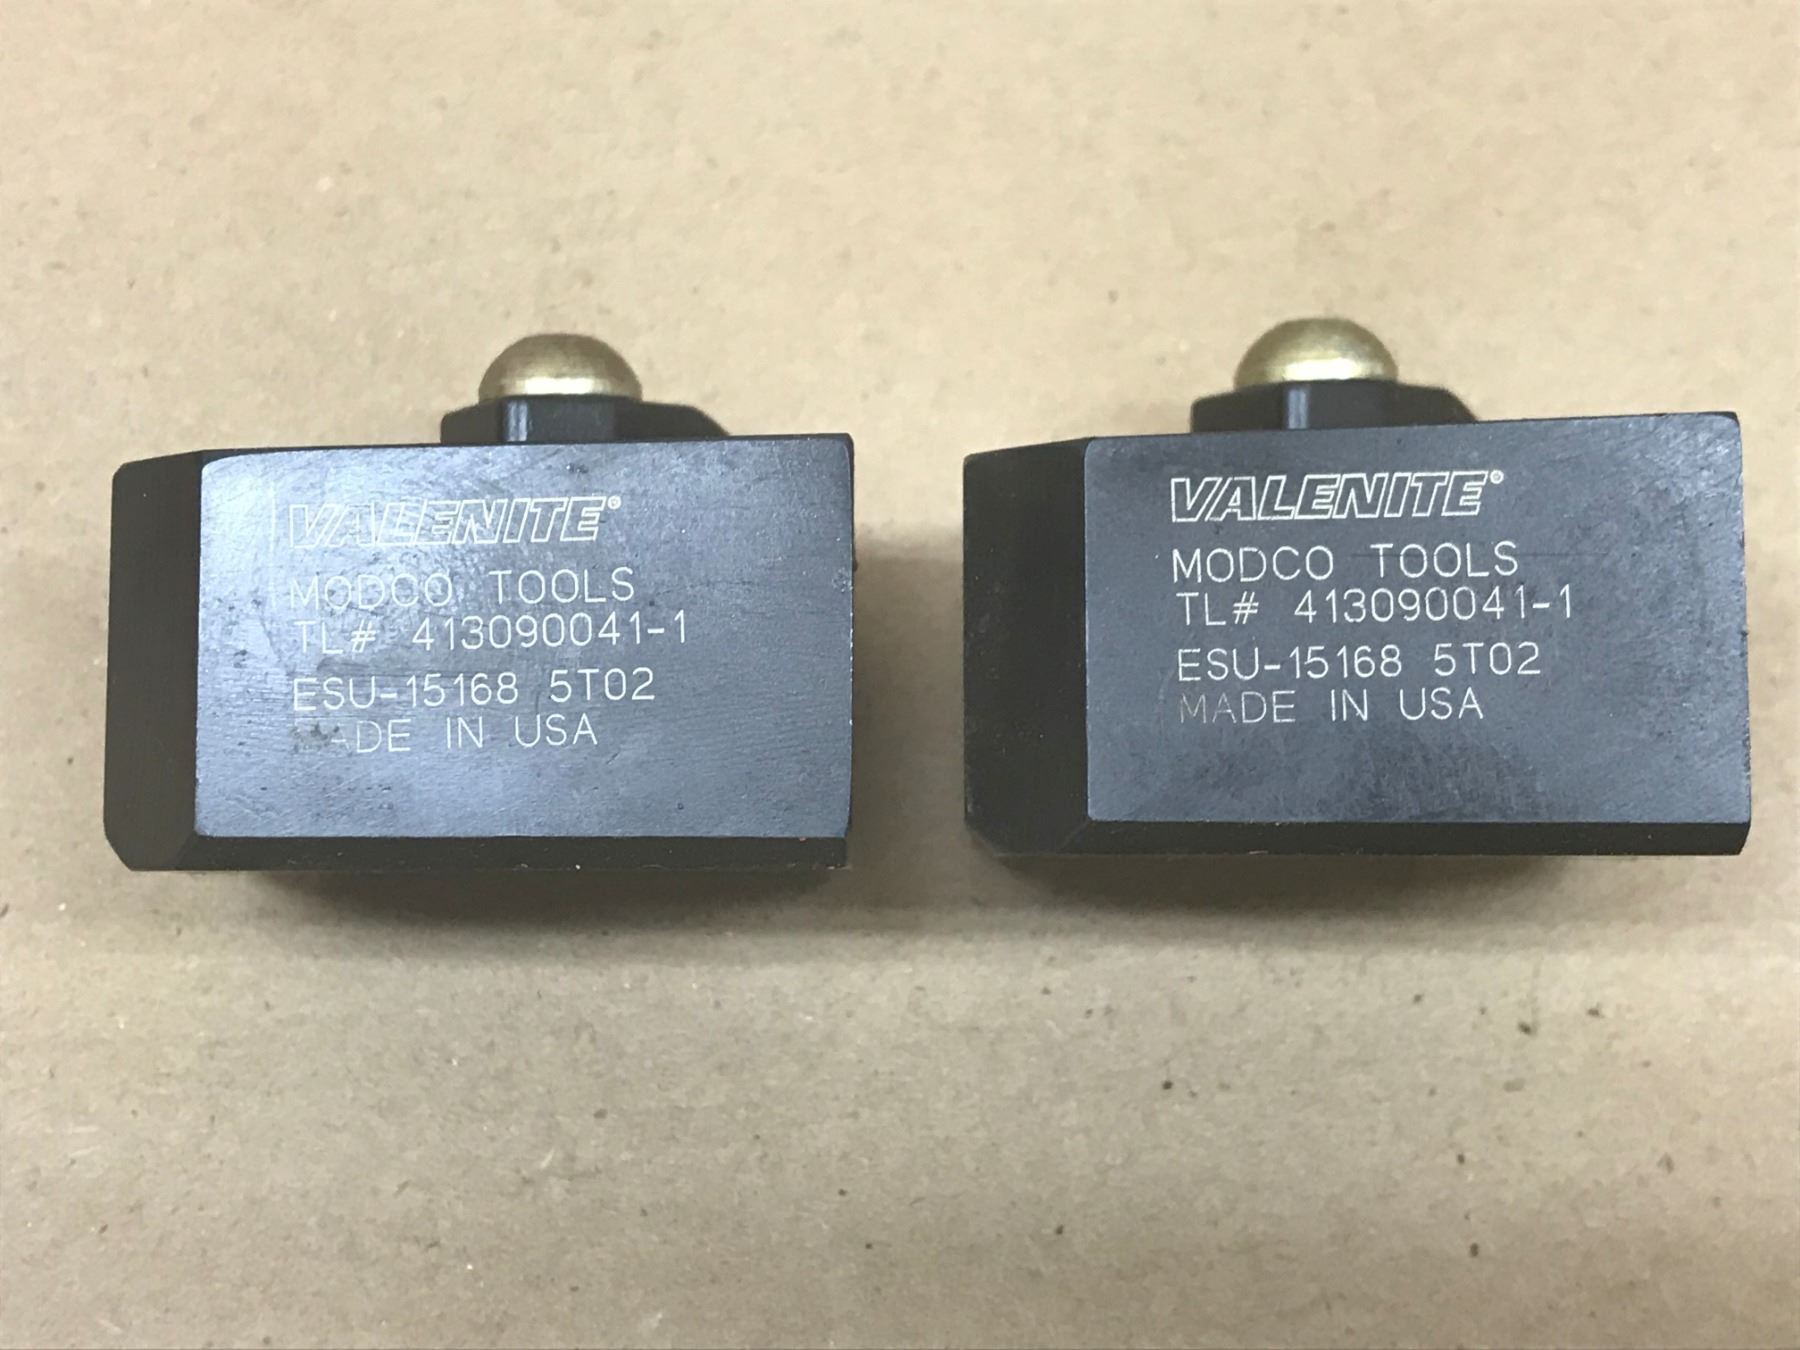 VALENITE®
MODCO TOOLS
TL# 413090041-1
ESU-15168 5T02
MADE IN USA
VALENITE®
MODCO TOOLS
TL# 413090041-1
ESU-15168 5T02
MADE IN USA